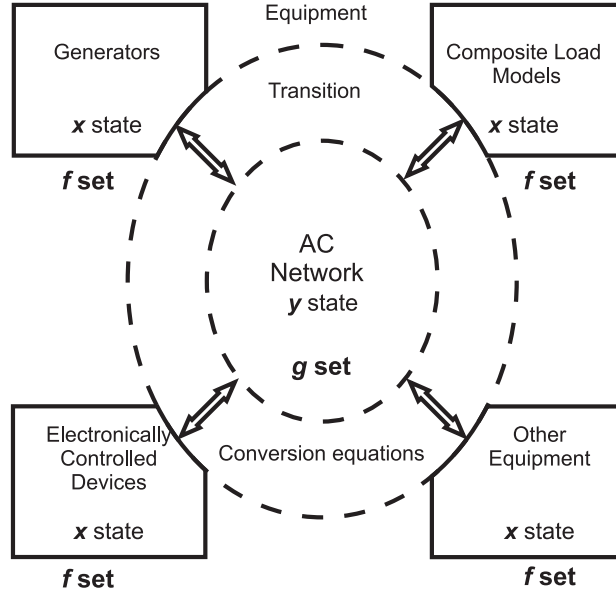 Equipment
Generators
x state
f set
Composite Load
Models
x state
f set
Transition
AC
Network
y state
g set
Conversion equations
Electronically
Controlled
Devices
x state
f set
Other
Equipment
x state
f set